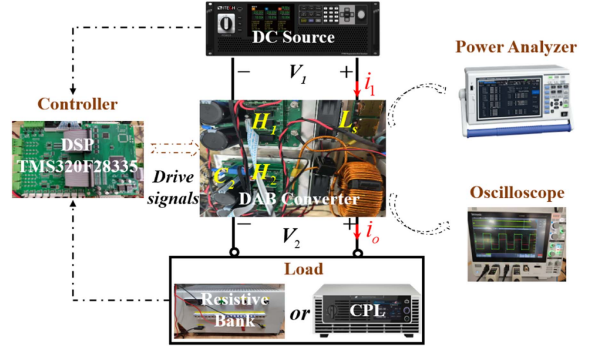 ITECH
DC Source
− V₁ +
i₁
Power Analyzer
Controller
DSP
TMS320F28335
Drive
signals
H₁
Lₛ
C₂
H₂
DAB Converter
Oscilloscope
− V₂ +
iₒ
Load
Resistive
Bank
or
CPL